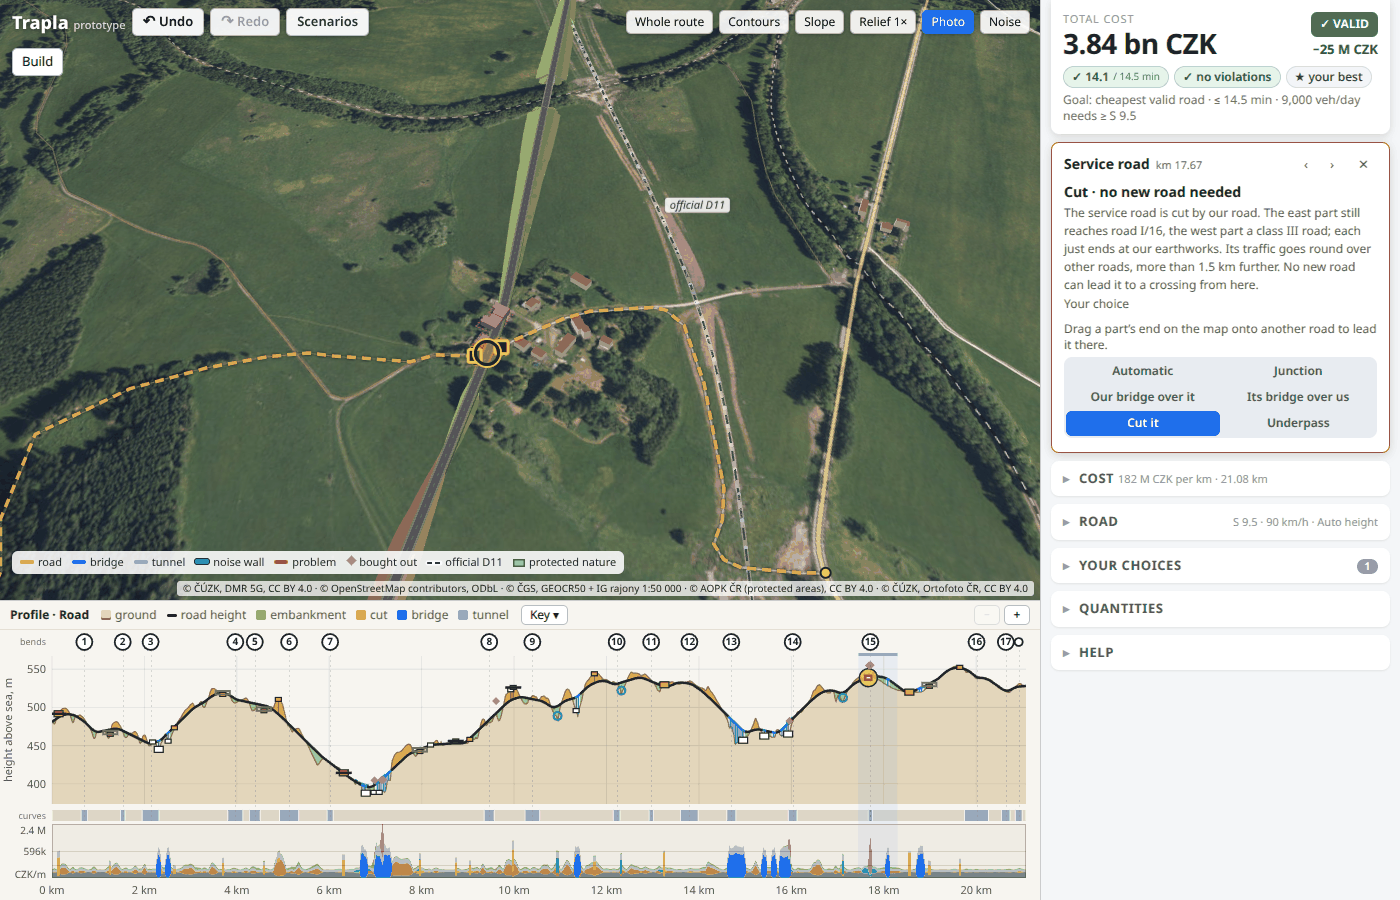 Trapla prototype
↶ Undo
↷ Redo
Scenarios
Whole route
Contours
Slope
Relief 1×
Photo
Noise
Build
official D11
road
bridge
tunnel
noise wall
problem
bought out
official D11
protected nature
© ČÚZK, DMR 5G, CC BY 4.0 · © OpenStreetMap contributors, ODbL · © ČGS, GEOCR50 + IG rajony 1:50 000 · © AOPK ČR (protected areas), CC BY 4.0 · © ČÚZK, Ortofoto ČR, CC BY 4.0
TOTAL COST
✓ VALID
3.84 bn CZK
−25 M CZK
✓ 14.1 / 14.5 min
✓ no violations
★ your best
Goal: cheapest valid road · ≤ 14.5 min · 9,000 veh/day
needs ≥ S 9.5
Service road km 17.67
‹ › ✕
Cut · no new road needed
The service road is cut by our road. The east part still
reaches road I/16, the west part a class III road; each
just ends at our earthworks. Its traffic goes round over
other roads, more than 1.5 km further. No new road
can lead it to a crossing from here.
Your choice
Drag a part's end on the map onto another road to lead
it there.
Automatic
Junction
Our bridge over it
Its bridge over us
Cut it
Underpass
▶ COST 182 M CZK per km · 21.08 km
▶ ROAD S 9.5 · 90 km/h · Auto height
▶ YOUR CHOICES 1
▶ QUANTITIES
▶ HELP
Profile · Road
ground
road height
embankment
cut
bridge
tunnel
Key ▾
−
+
bends
1 2 3 4 5 6 7 8 9 10 11 12 13 14 15 16 17
height above sea, m
550
500
450
400
curves
2.4 M
596k
CZK/m
0 km 2 km 4 km 6 km 8 km 10 km 12 km 14 km 16 km 18 km 20 km